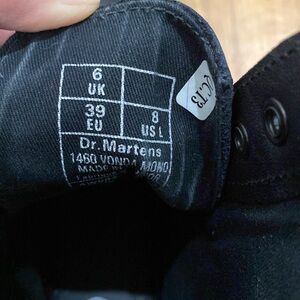 6
UK
39 8
EU US L
Dr. Martens
1460 VONDA MONO
MADE IN